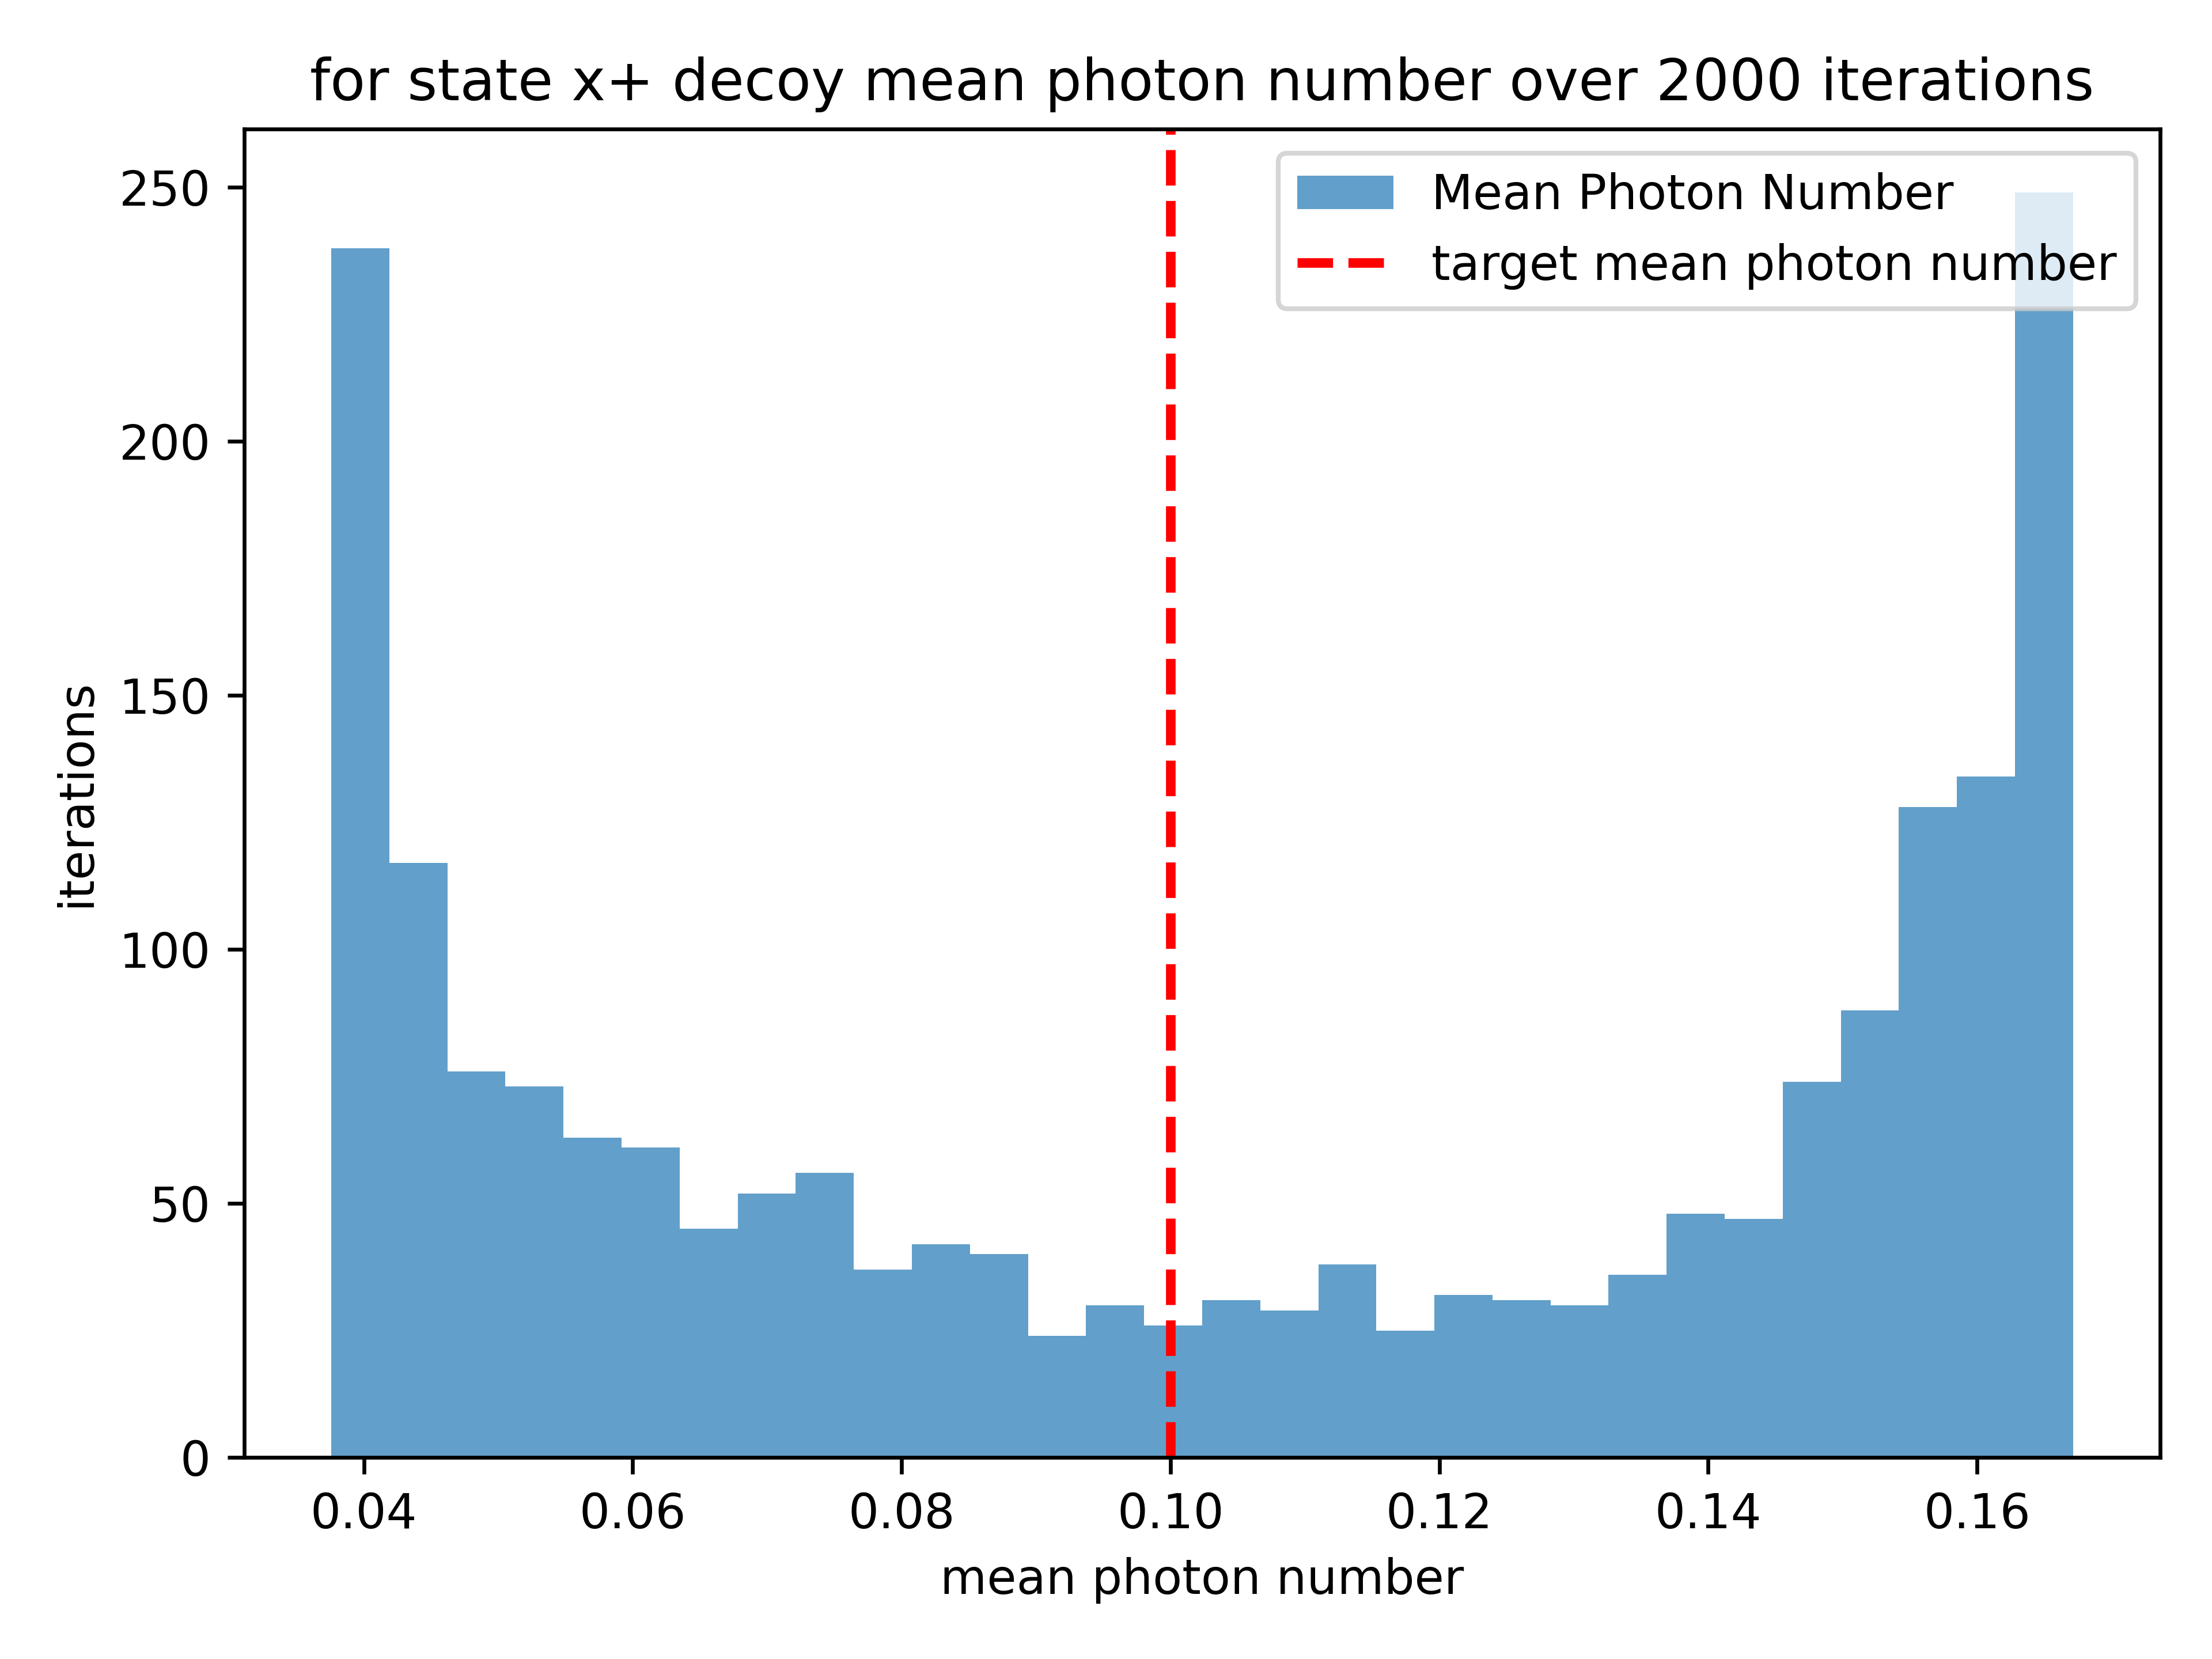 for state x+ decoy mean photon number over 2000 iterations
Mean Photon Number
target mean photon number
250
200
150
100
50
0
iterations
0.04 0.06 0.08 0.10 0.12 0.14 0.16
mean photon number